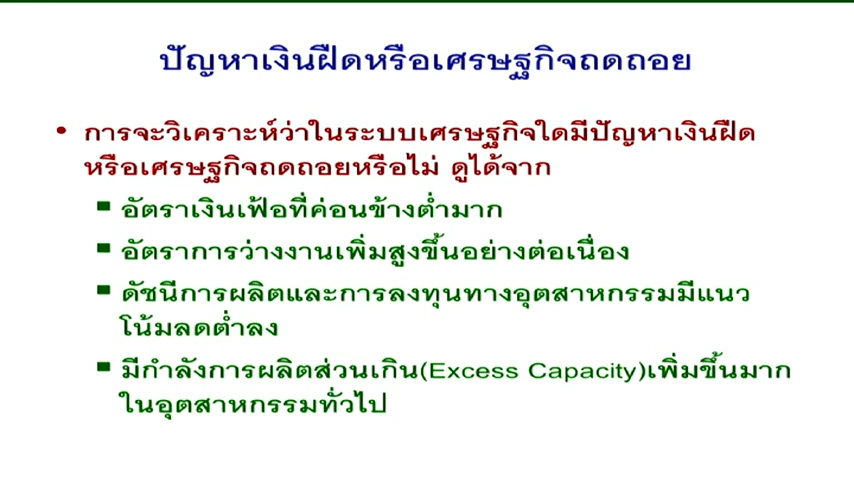 ปัญหาเงินฝืดหรือเศรษฐกิจถดถอย
• การจะวิเคราะห์ว่าในระบบเศรษฐกิจใดมีปัญหาเงินฝืด
หรือเศรษฐกิจถดถอยหรือไม่ ดูได้จาก
▪ อัตราเงินเฟ้อที่ค่อนข้างต่ำมาก
▪ อัตราการว่างงานเพิ่มสูงขึ้นอย่างต่อเนื่อง
▪ ดัชนีการผลิตและการลงทุนทางอุตสาหกรรมมีแนว
โน้มลดต่ำลง
▪ มีกำลังการผลิตส่วนเกิน(Excess Capacity)เพิ่มขึ้นมาก
ในอุตสาหกรรมทั่วไป